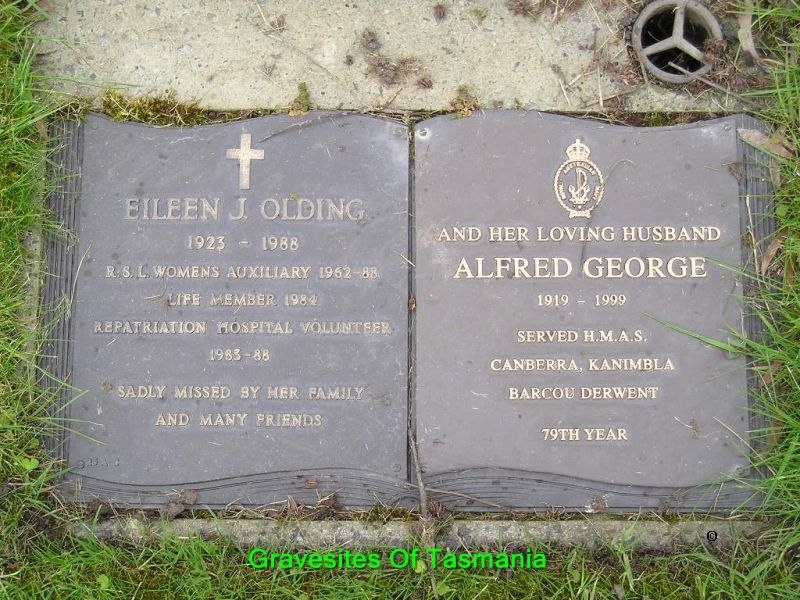 EILEEN J. OLDING
1923 - 1988
R.S.L. WOMENS AUXILIARY 1962-88
LIFE MEMBER 1984
REPATRIATION HOSPITAL VOLUNTEER
1983-88
SADLY MISSED BY HER FAMILY
AND MANY FRIENDS
AND HER LOVING HUSBAND
ALFRED GEORGE
1919 - 1999
SERVED H.M.A.S.
CANBERRA, KANIMBLA
BARCOU DERWENT
79TH YEAR
©
Gravesites Of Tasmania